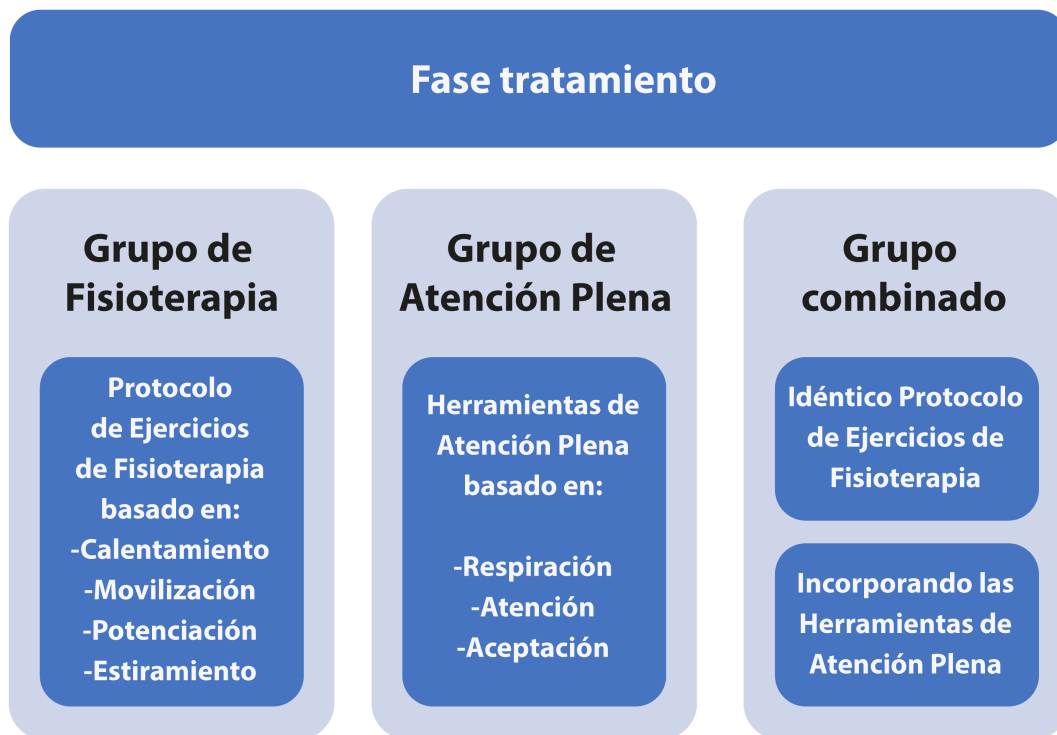 Fase tratamiento
Grupo de
Fisioterapia
Protocolo
de Ejercicios
de Fisioterapia
basado en:
-Calentamiento
-Movilización
-Potenciación
-Estiramiento
Grupo de
Atención Plena
Herramientas de
Atención Plena
basado en:
-Respiración
-Atención
-Aceptación
Grupo
combinado
Idéntico Protocolo
de Ejercicios de
Fisioterapia
Incorporando las
Herramientas de
Atención Plena